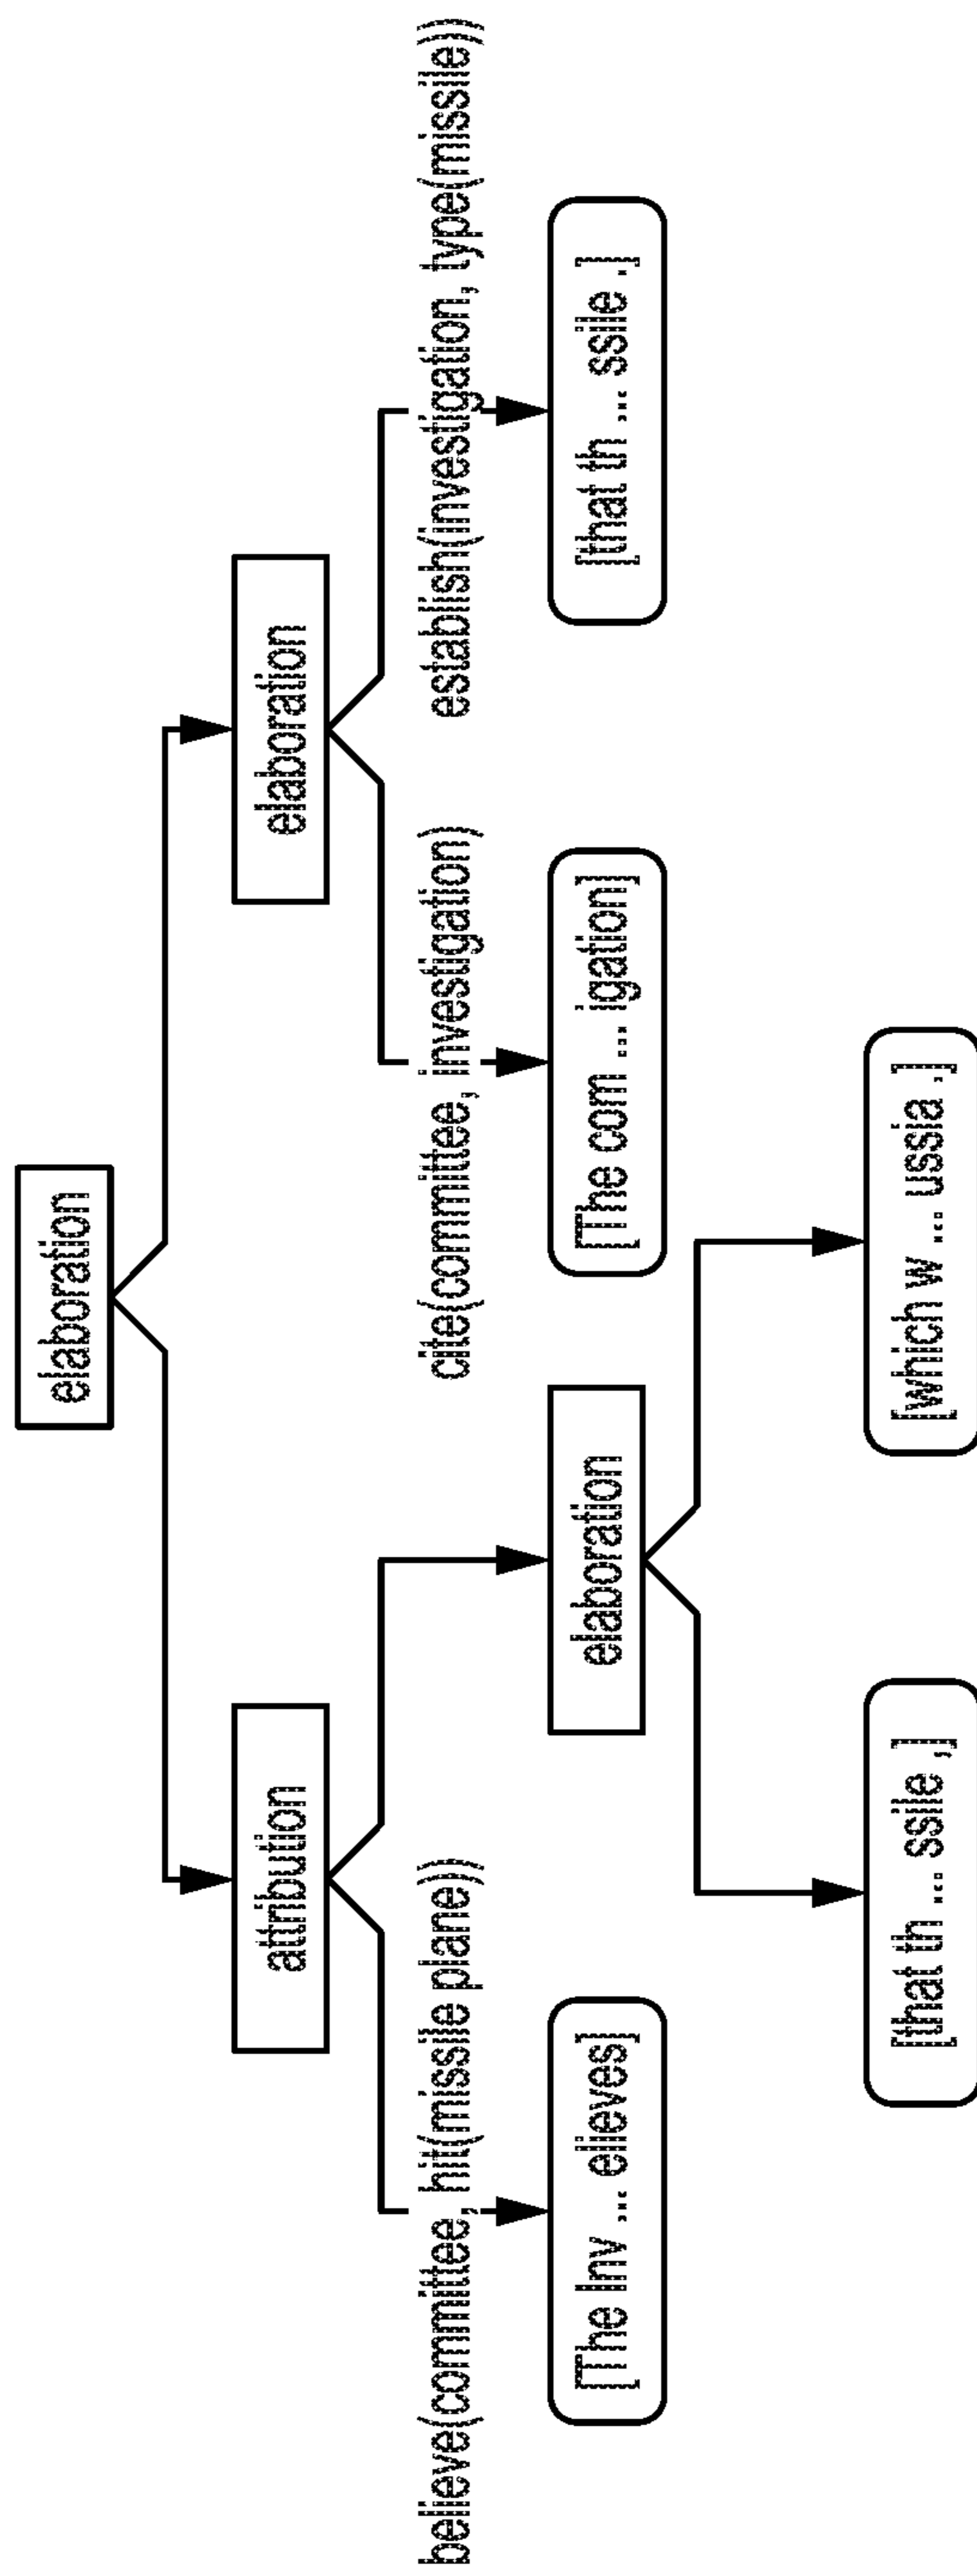 elaboration
attribution
elaboration
believe(committee, hit(missile plane))
cite(committee, investigation)
establish(investigation, type(missile))
[The Inv ... elieves]
elaboration
[The com ... igation]
[that th ... ssile .]
[that th ... ssile ,]
[which w ... ussia .]